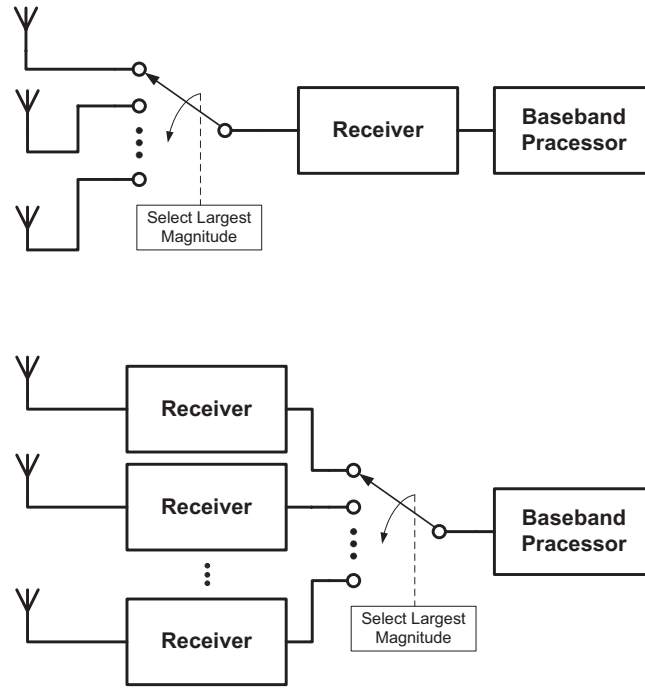 Receiver
Baseband
Pracessor
Select Largest
Magnitude
Receiver
Receiver
Receiver
Baseband
Pracessor
Select Largest
Magnitude